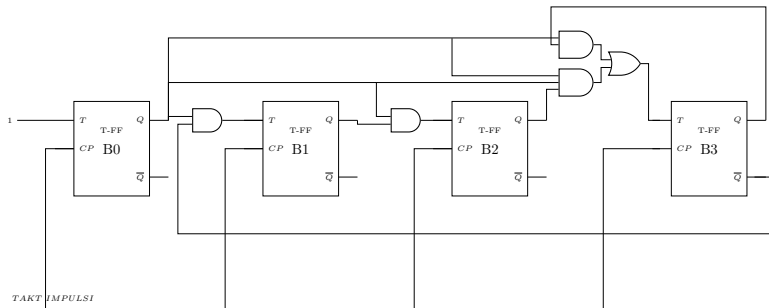 1
T
Q
T-FF
CP
B0
Q̅
T
Q
T-FF
CP
B1
Q̅
T
Q
T-FF
CP
B2
Q̅
T
Q
T-FF
CP
B3
Q̅
TAKT IMPULSI